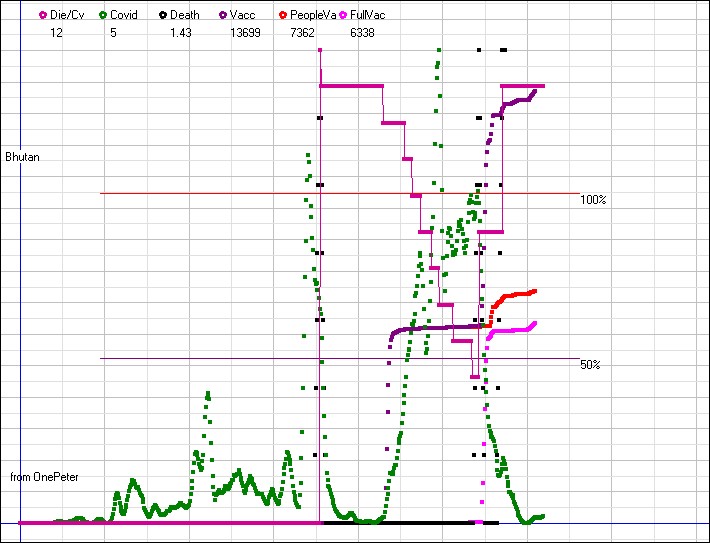 Die/Cv Covid Death Vacc PeopleVa FullVac
12 5 1.43 13699 7362 6338
Bhutan
100%
50%
from OnePeter